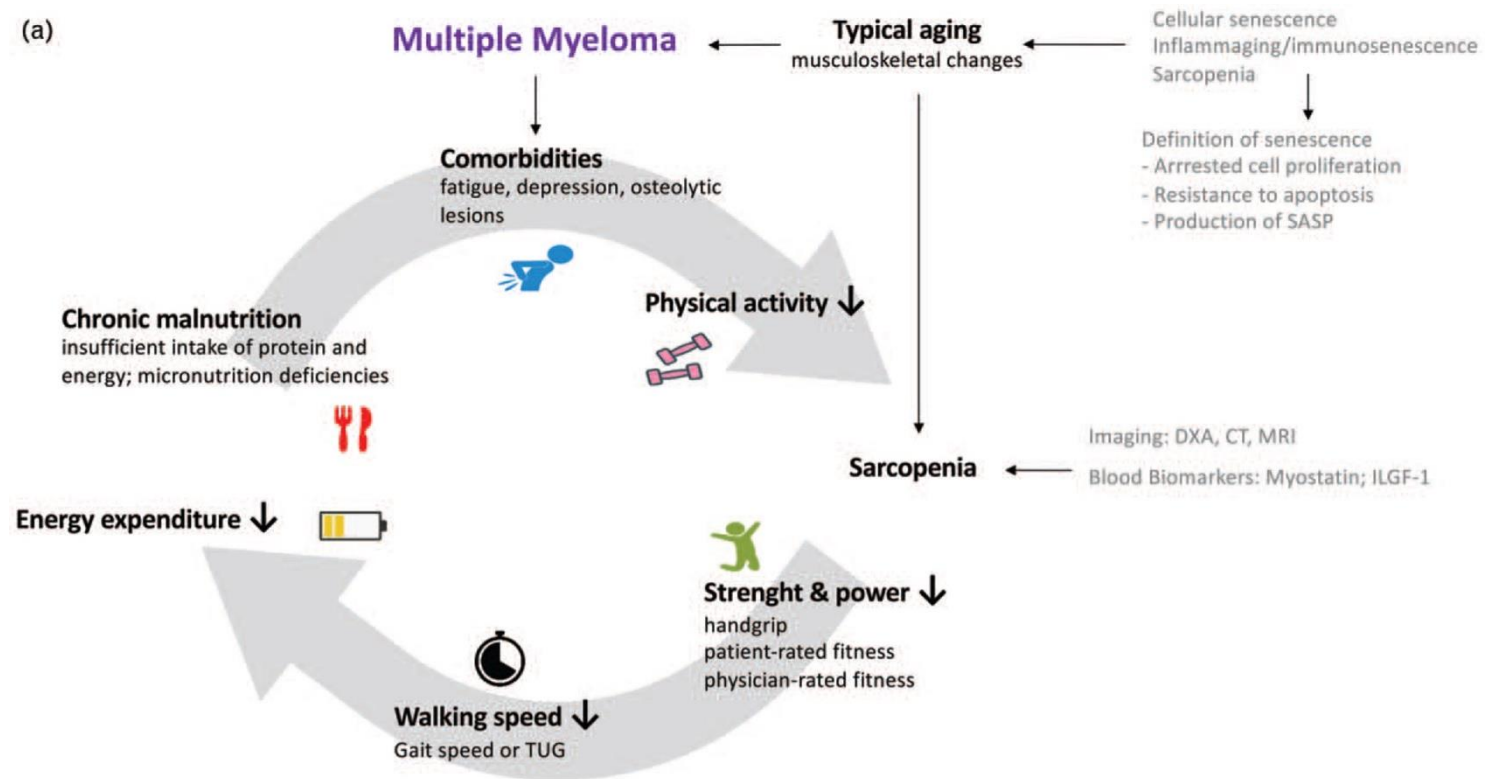 (a)
Multiple Myeloma
Typical aging
musculoskeletal changes
Cellular senescence
Inflammaging/immunosenescence
Sarcopenia
Definition of senescence
- Arrrested cell proliferation
- Resistance to apoptosis
- Production of SASP
Comorbidities
fatigue, depression, osteolytic
lesions
Physical activity ↓
Chronic malnutrition
insufficient intake of protein and
energy; micronutrition deficiencies
Sarcopenia
Imaging: DXA, CT, MRI
Blood Biomarkers: Myostatin; ILGF-1
Energy expenditure ↓
Strenght & power ↓
handgrip
patient-rated fitness
physician-rated fitness
Walking speed ↓
Gait speed or TUG